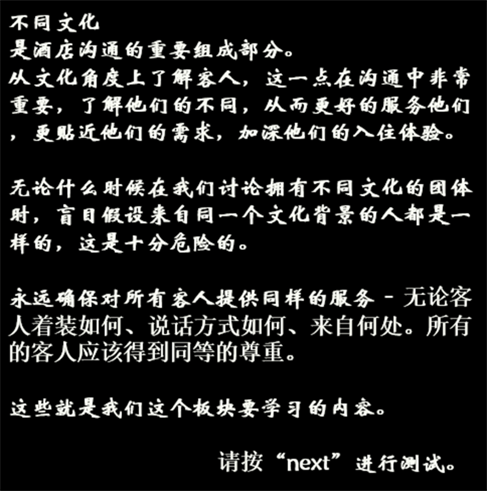 不同文化
是酒店沟通的重要组成部分。
从文化角度上了解客人，这一点在沟通中非常
重要，了解他们的不同，从而更好的服务他们
，更贴近他们的需求，加深他们的入住体验。
无论什么时候在我们讨论拥有不同文化的团体
时，盲目假设来自同一个文化背景的人都是一
样的，这是十分危险的。
永远确保对所有客人提供同样的服务 - 无论客
人着装如何、说话方式如何、来自何处。所有
的客人应该得到同等的尊重。
这些就是我们这个板块要学习的内容。
请按“next”进行测试。